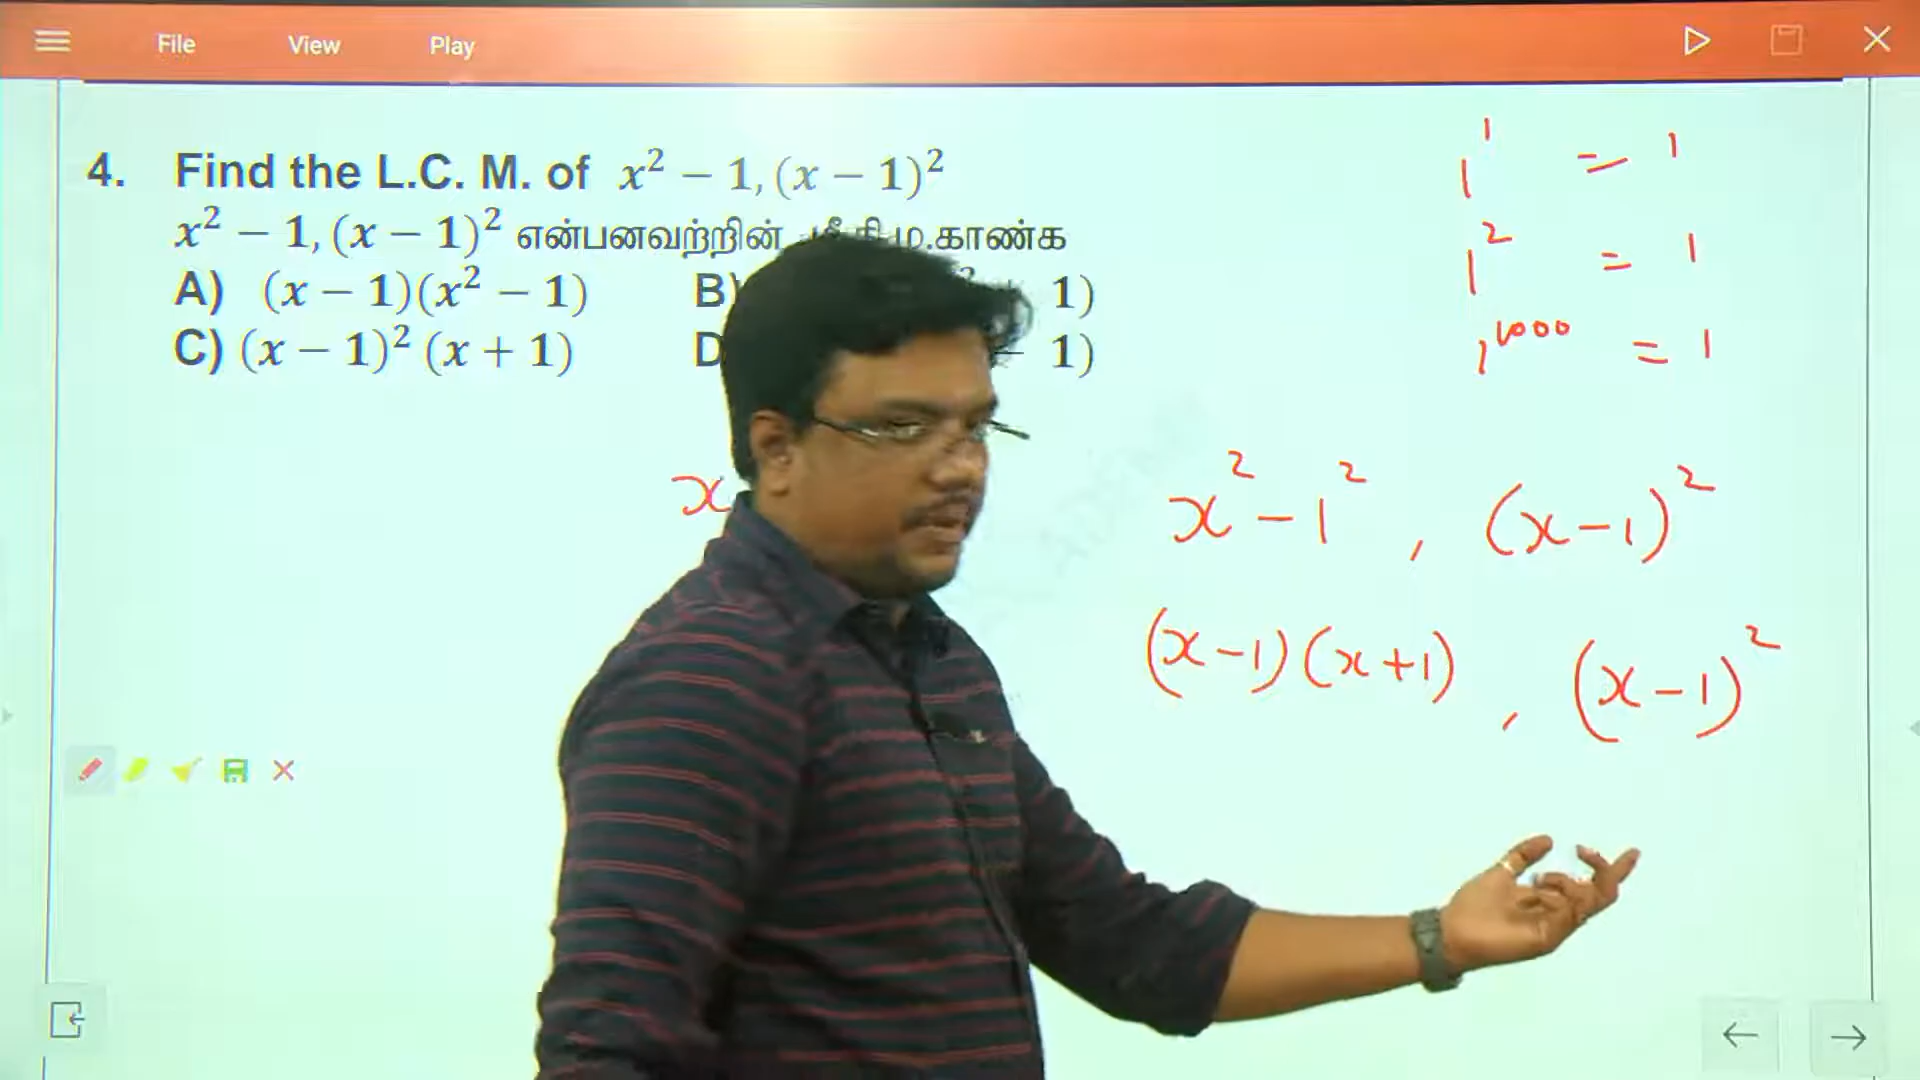 File View Play
4. Find the L.C. M. of x² − 1, (x − 1)²
x² − 1, (x − 1)² என்பனவற்றின் காண்க
A) (x − 1)(x² − 1) B) 1)
C) (x − 1)² (x + 1) D 1)
1¹ = 1
1² = 1
1¹⁰⁰⁰ = 1
x
x² − 1² , (x − 1)²
(x − 1)(x + 1) , (x − 1)²